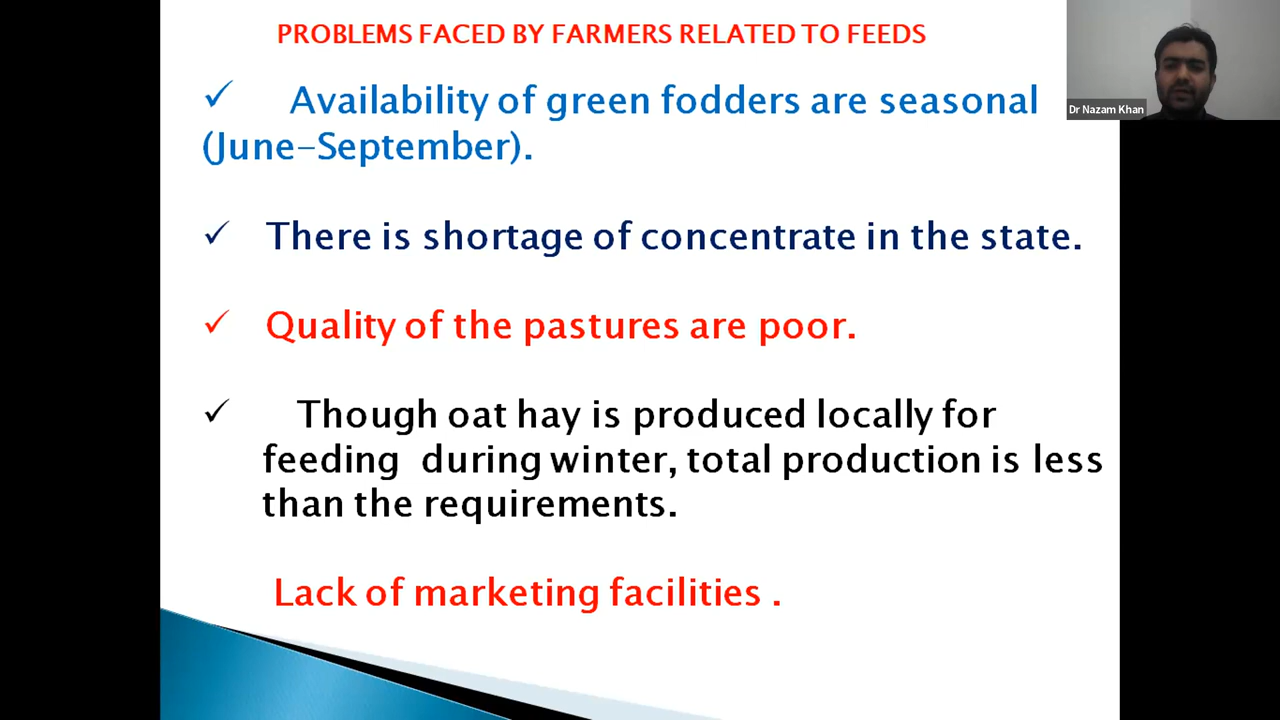 PROBLEMS FACED BY FARMERS RELATED TO FEEDS
Dr Nazam Khan
✓ Availability of green fodders are seasonal
(June-September).
✓ There is shortage of concentrate in the state.
✓ Quality of the pastures are poor.
✓ Though oat hay is produced locally for
feeding during winter, total production is less
than the requirements.
Lack of marketing facilities .